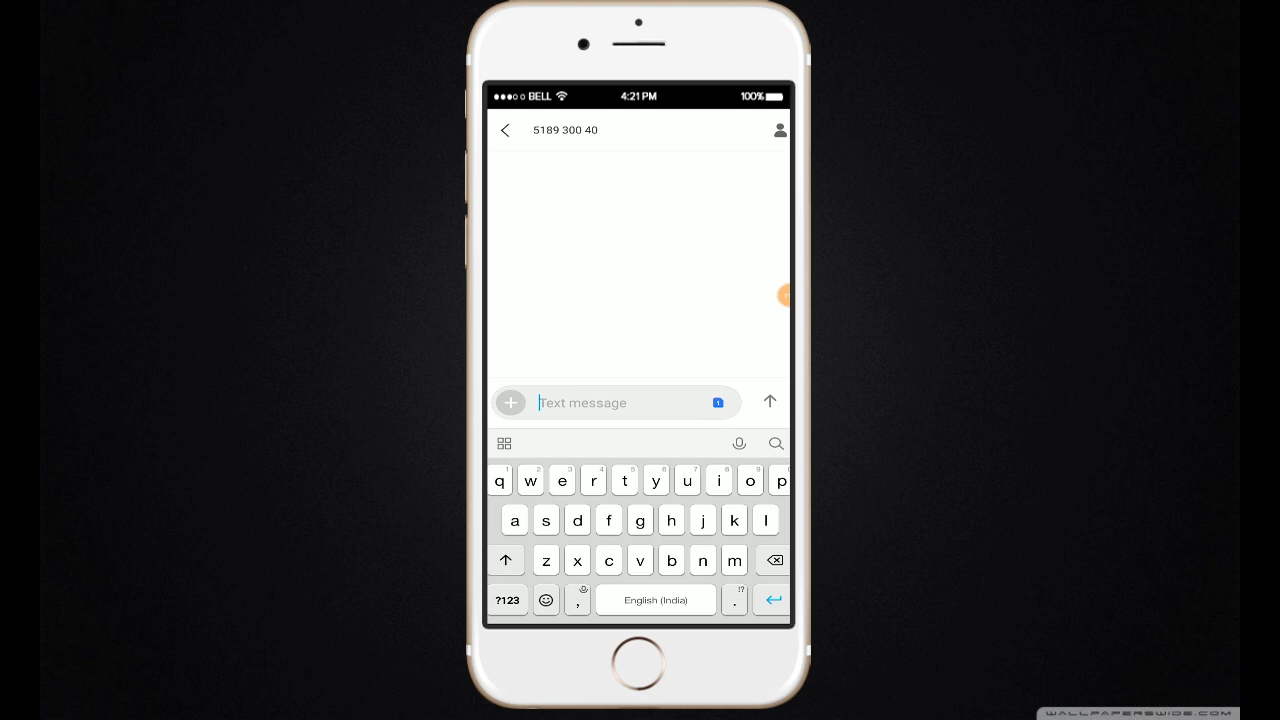 BELL 4:21 PM 100%
5189 300 40
Text message 1
1 2 3 4 5 6 7 8 9
q w e r t y u i o p
a s d f g h j k l
z x c v b n m
!?
?123 , English (India) .
WALLPAPERSWIDE.COM